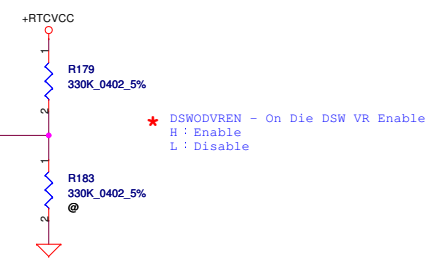 +RTCVCC
1
R179
330K_0402_5%
2
* DSWODVREN - On Die DSW VR Enable
H : Enable
L : Disable
1
R183
330K_0402_5%
@
2